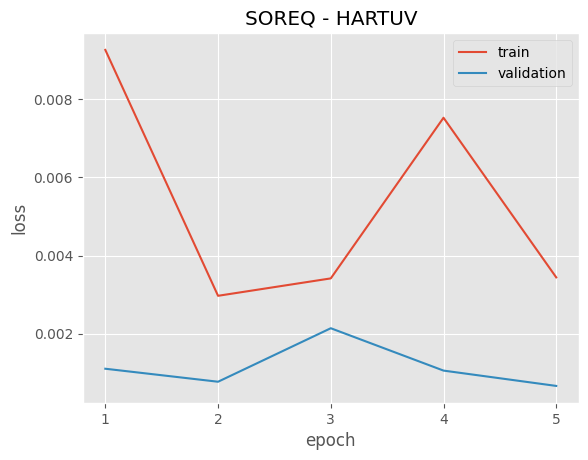 SOREQ - HARTUV
train
validation
0.008
0.006
0.004
0.002
loss
1 2 3 4 5
epoch